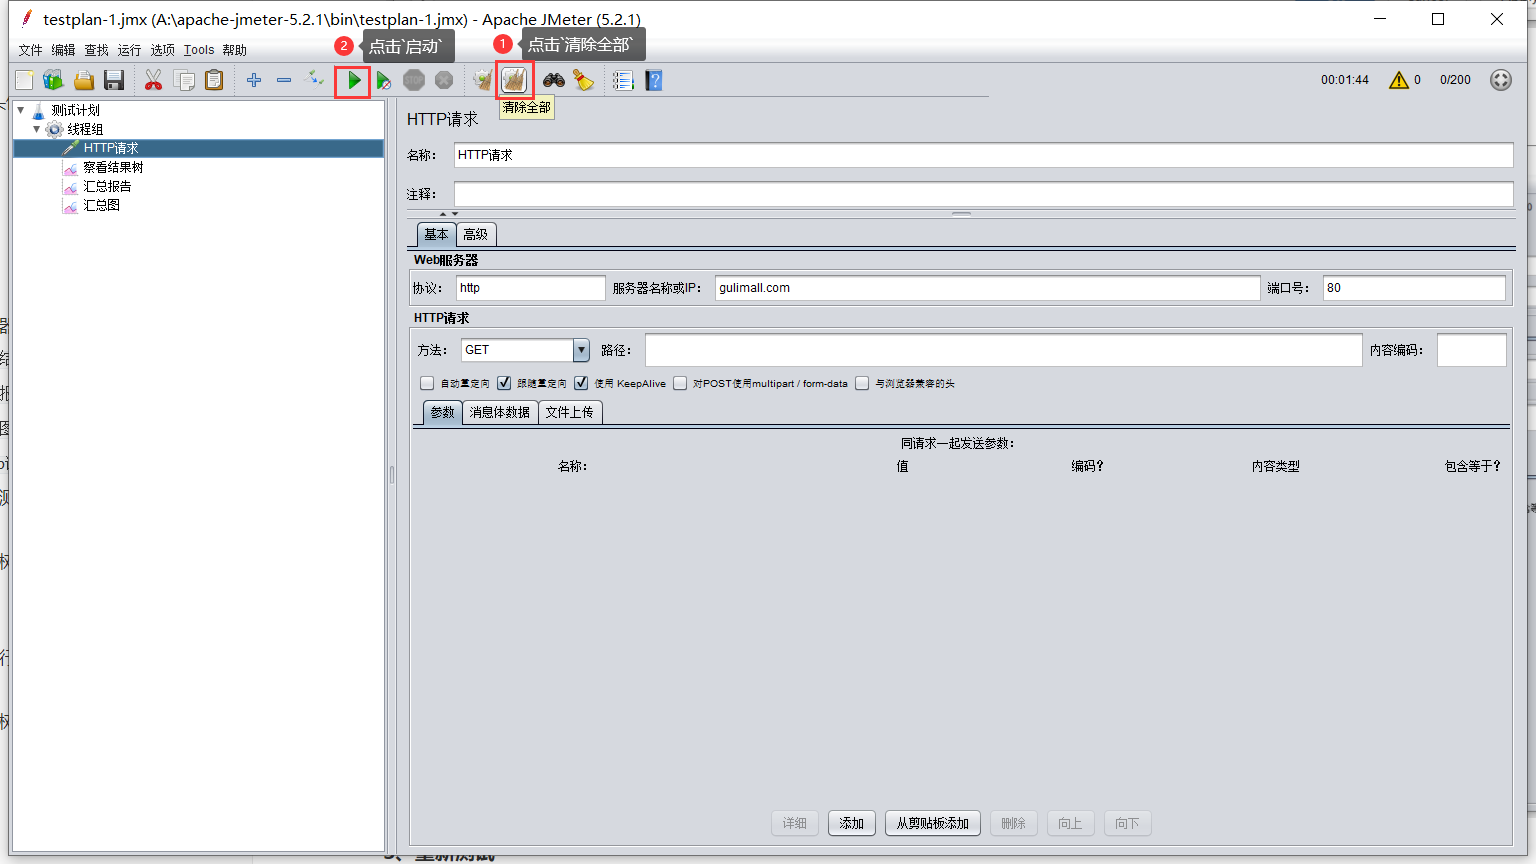 testplan-1.jmx (A:\apache-jmeter-5.2.1\bin\testplan-1.jmx) - Apache JMeter (5.2.1)
文件 编辑 查找 运行 选项 Tools 帮助
2 点击`启动`
1 点击`清除全部`
STOP
00:01:44 0 0/200
清除全部
测试计划
线程组
HTTP请求
察看结果树
汇总报告
汇总图
HTTP请求
名称： HTTP请求
注释：
基本 高级
Web服务器
协议： http 服务器名称或IP： gulimall.com 端口号： 80
HTTP请求
方法： GET 路径： 内容编码：
自动重定向 跟随重定向 使用 KeepAlive 对POST使用multipart / form-data 与浏览器兼容的头
参数 消息体数据 文件上传
同请求一起发送参数：
名称： 值 编码？ 内容类型 包含等于？
详细 添加 从剪贴板添加 删除 向上 向下